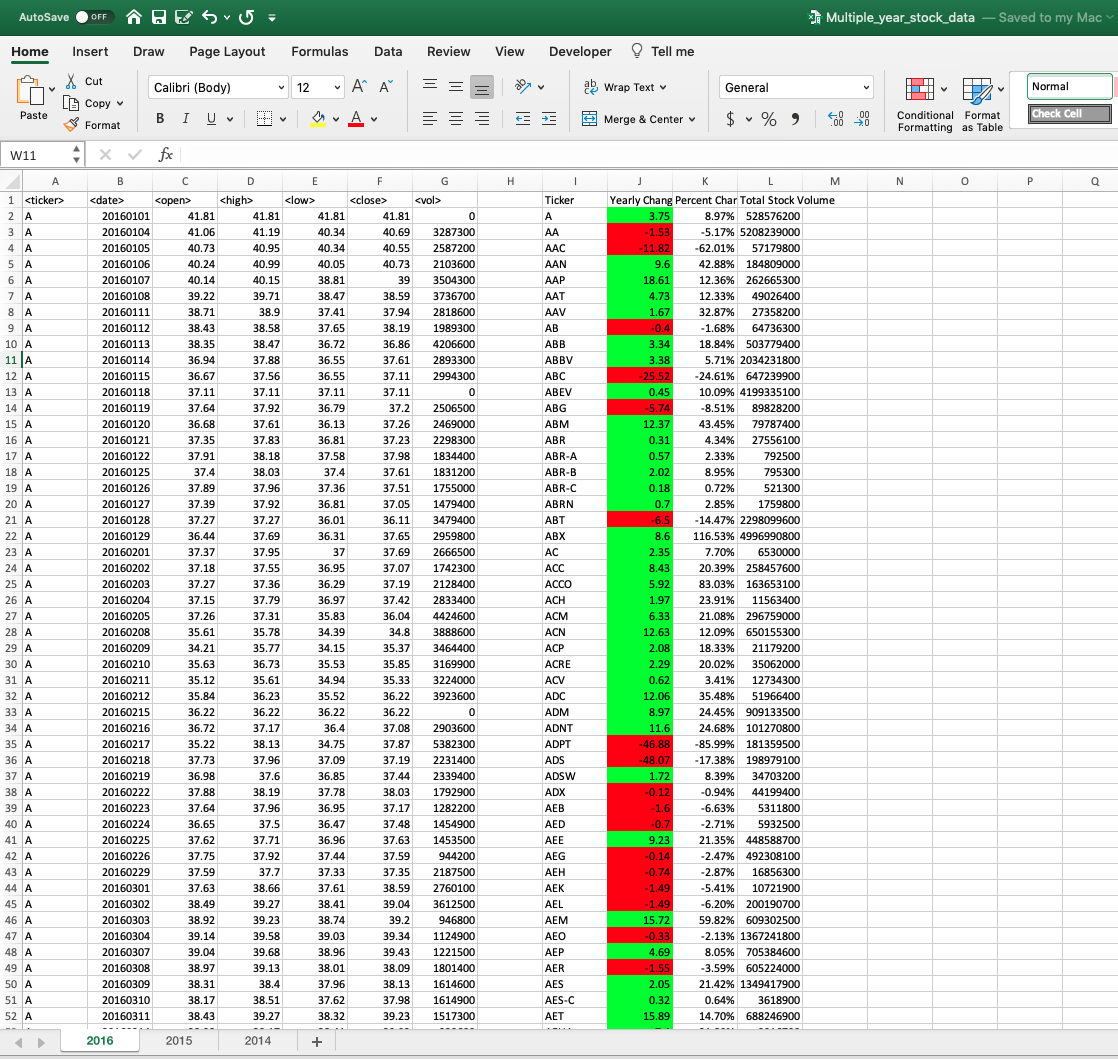 AutoSave OFF Multiple_year_stock_data — Saved to my Mac
Home Insert Draw Page Layout Formulas Data Review View Developer Tell me
Paste Cut Copy Format Calibri (Body) 12 A A Wrap Text General Conditional Formatting Format as Table Normal
B I U A Merge & Center $ % Check Cell
W11 fx
A B C D E F G H I J K L M N O P Q
1 <ticker> <date> <open> <high> <low> <close> <vol> Ticker Yearly Chang Percent Char Total Stock Volume
2 A 20160101 41.81 41.81 41.81 41.81 0 A 3.75 8.97% 528576200
3 A 20160104 41.06 41.19 40.34 40.69 3287300 AA -1.53 -5.17% 5208239000
4 A 20160105 40.73 40.95 40.34 40.55 2587200 AAC -11.82 -62.01% 57179800
5 A 20160106 40.24 40.99 40.05 40.73 2103600 AAN 9.6 42.88% 184809000
6 A 20160107 40.14 40.15 38.81 39 3504300 AAP 18.61 12.36% 262665300
7 A 20160108 39.22 39.71 38.47 38.59 3736700 AAT 4.73 12.33% 49026400
8 A 20160111 38.71 38.9 37.41 37.94 2818600 AAV 1.67 32.87% 27358200
9 A 20160112 38.43 38.58 37.65 38.19 1989300 AB -0.4 -1.68% 64736300
10 A 20160113 38.35 38.47 36.72 36.86 4206600 ABB 3.34 18.84% 503779400
11 A 20160114 36.94 37.88 36.55 37.61 2893300 ABBV 3.38 5.71% 2034231800
12 A 20160115 36.67 37.56 36.55 37.11 2994300 ABC -25.52 -24.61% 647239900
13 A 20160118 37.11 37.11 37.11 37.11 0 ABEV 0.45 10.09% 4199335100
14 A 20160119 37.64 37.92 36.79 37.2 2506500 ABG -5.74 -8.51% 89828200
15 A 20160120 36.68 37.61 36.13 37.26 2469000 ABM 12.37 43.45% 79787400
16 A 20160121 37.35 37.83 36.81 37.23 2298300 ABR 0.31 4.34% 27556100
17 A 20160122 37.91 38.18 37.58 37.98 1834400 ABR-A 0.57 2.33% 792500
18 A 20160125 37.4 38.03 37.4 37.61 1831200 ABR-B 2.02 8.95% 795300
19 A 20160126 37.89 37.96 37.36 37.51 1755000 ABR-C 0.18 0.72% 521300
20 A 20160127 37.39 37.92 36.81 37.05 1479400 ABRN 0.7 2.85% 1759800
21 A 20160128 37.27 37.27 36.01 36.11 3479400 ABT -6.5 -14.47% 2298099600
22 A 20160129 36.44 37.69 36.31 37.65 2959800 ABX 8.6 116.53% 4996990800
23 A 20160201 37.37 37.95 37 37.69 2666500 AC 2.35 7.70% 6530000
24 A 20160202 37.18 37.55 36.95 37.07 1742300 ACC 8.43 20.39% 258457600
25 A 20160203 37.27 37.36 36.29 37.19 2128400 ACCO 5.92 83.03% 163653100
26 A 20160204 37.15 37.79 36.97 37.42 2833400 ACH 1.97 23.91% 11563400
27 A 20160205 37.26 37.31 35.83 36.04 4424600 ACM 6.33 21.08% 296759000
28 A 20160208 35.61 35.78 34.39 34.8 3888600 ACN 12.63 12.09% 650155300
29 A 20160209 34.21 35.77 34.15 35.37 3464400 ACP 2.08 18.33% 21179200
30 A 20160210 35.63 36.73 35.53 35.85 3169900 ACRE 2.29 20.02% 35062000
31 A 20160211 35.12 35.61 34.94 35.33 3224000 ACV 0.62 3.41% 12734300
32 A 20160212 35.84 36.23 35.52 36.22 3923600 ADC 12.06 35.48% 51966400
33 A 20160215 36.22 36.22 36.22 36.22 0 ADM 8.97 24.45% 909133500
34 A 20160216 36.72 37.17 36.4 37.08 2903600 ADNT 11.6 24.68% 101270800
35 A 20160217 35.22 38.13 34.75 37.87 5382300 ADPT -46.88 -85.99% 181359500
36 A 20160218 37.73 37.96 37.09 37.19 2231400 ADS -48.07 -17.38% 198979100
37 A 20160219 36.98 37.6 36.85 37.44 2339400 ADSW 1.72 8.39% 34703200
38 A 20160222 37.88 38.19 37.78 38.03 1792900 ADX -0.12 -0.94% 44199400
39 A 20160223 37.64 37.96 36.95 37.17 1282200 AEB -1.6 -6.63% 5311800
40 A 20160224 36.65 37.5 36.47 37.48 1454900 AED -0.7 -2.71% 5932500
41 A 20160225 37.62 37.71 36.96 37.63 1453500 AEE 9.23 21.35% 448588700
42 A 20160226 37.75 37.92 37.44 37.59 944200 AEG -0.14 -2.47% 492308100
43 A 20160229 37.59 37.7 37.33 37.35 2187500 AEH -0.74 -2.87% 16856300
44 A 20160301 37.63 38.66 37.61 38.59 2760100 AEK -1.49 -5.41% 10721900
45 A 20160302 38.49 39.27 38.41 39.04 3612500 AEL -1.49 -6.20% 200190700
46 A 20160303 38.92 39.23 38.74 39.2 946800 AEM 15.72 59.82% 609302500
47 A 20160304 39.14 39.58 39.03 39.34 1124900 AEO -0.33 -2.13% 1367241800
48 A 20160307 39.04 39.68 38.96 39.43 1221500 AEP 4.69 8.05% 705384600
49 A 20160308 38.97 39.13 38.01 38.09 1801400 AER -1.55 -3.59% 605224000
50 A 20160309 38.31 38.4 37.96 38.13 1614600 AES 2.05 21.42% 1349417900
51 A 20160310 38.17 38.51 37.62 37.98 1614900 AES-C 0.32 0.64% 3618900
52 A 20160311 38.43 39.27 38.32 39.23 1517300 AET 15.89 14.70% 688246900
2016 2015 2014 +